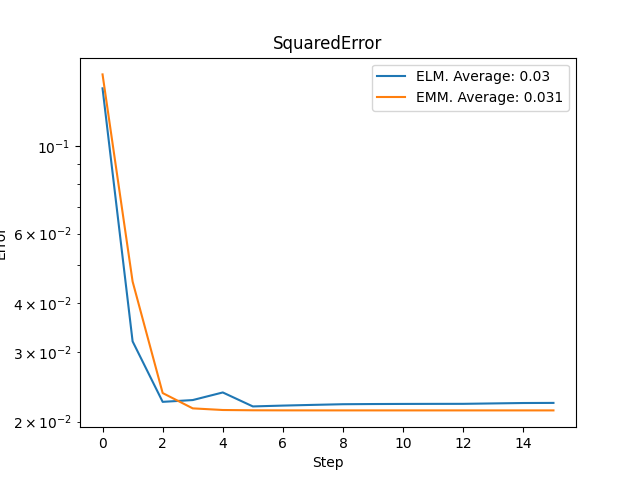 SquaredError
ELM. Average: 0.03
EMM. Average: 0.031
Error
10⁻¹
6 × 10⁻²
4 × 10⁻²
3 × 10⁻²
2 × 10⁻²
0 2 4 6 8 10 12 14
Step